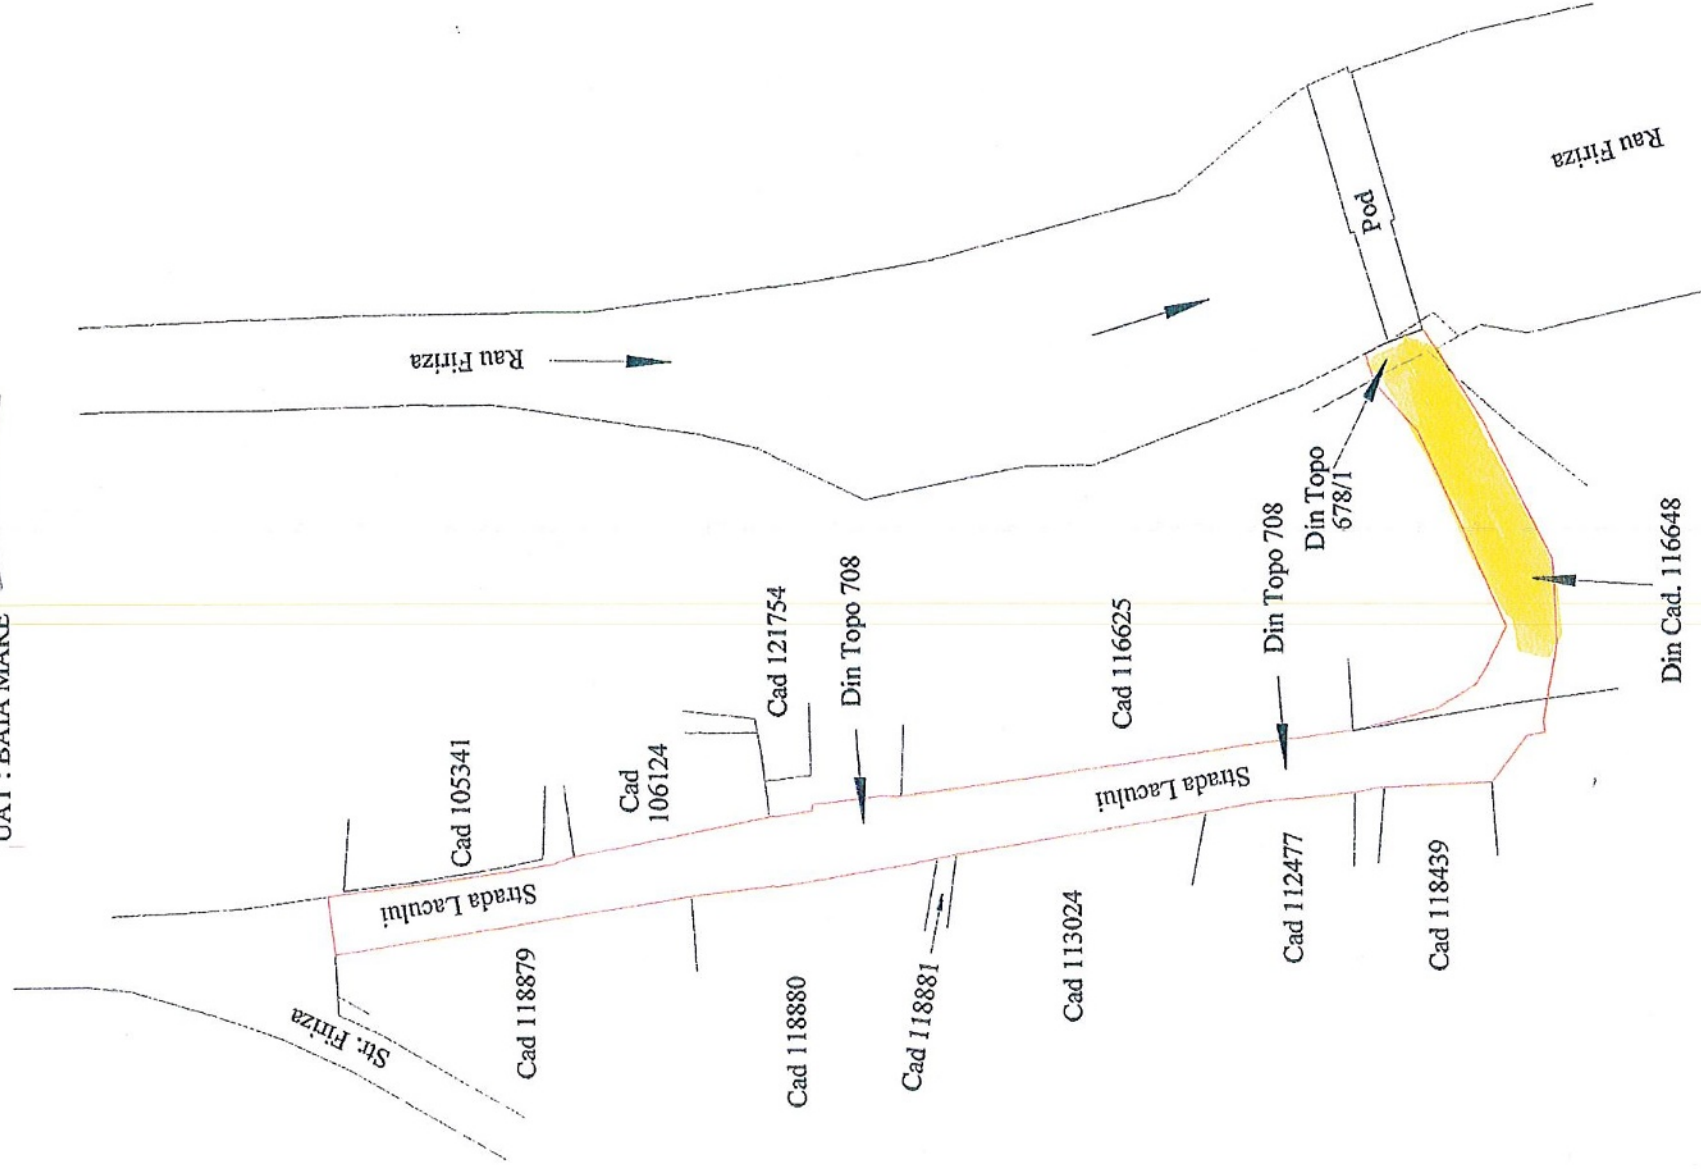 UAT : BAIA MARE
Rau Firiza
Pod
Rau Firiza
Din Topo
678/1
Din Topo 708
Din Topo 708
Cad 121754
Cad 116625
Din Cad. 116648
Cad 105341
Cad
106124
Strada Lacului
Strada Lacului
Str. Firiza
Cad 118879
Cad 118880
Cad 118881
Cad 113024
Cad 112477
Cad 118439